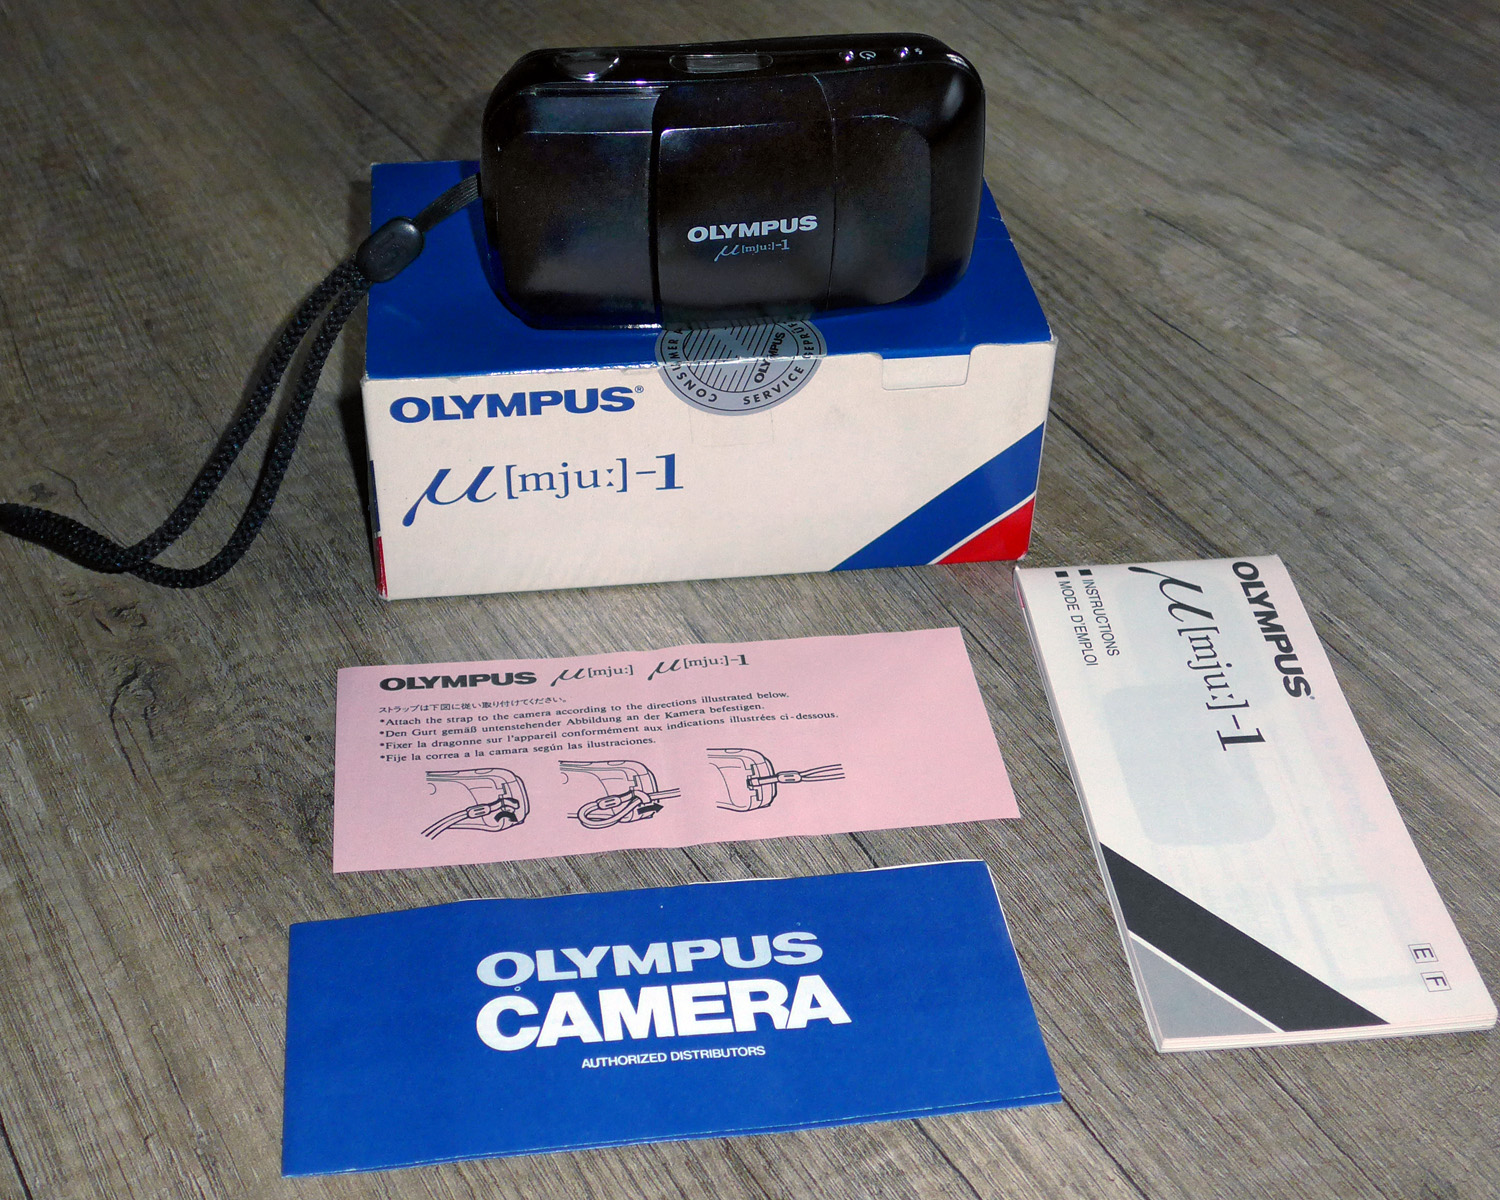 OLYMPUS
µ[mju:]-1
CONSUMER
SERVICE GEPRÜFT
OLYMPUS
OLYMPUS®
µ[mju:]-1
OLYMPUS µ[mju:] µ[mju:]-1
ストラップは下図に従い取り付けてください。
*Attach the strap to the camera according to the directions illustrated below.
*Den Gurt gemäß untenstehender Abbildung an der Kamera befestigen.
*Fixer la dragonne sur l'appareil conformément aux indications illustrées ci-dessous.
*Fije la correa a la camara según las ilustraciones.
OLYMPUS®
µ[mju:]-1
INSTRUCTIONS
MODE D'EMPLOI
E F
OLYMPUS
CAMERA
AUTHORIZED DISTRIBUTORS